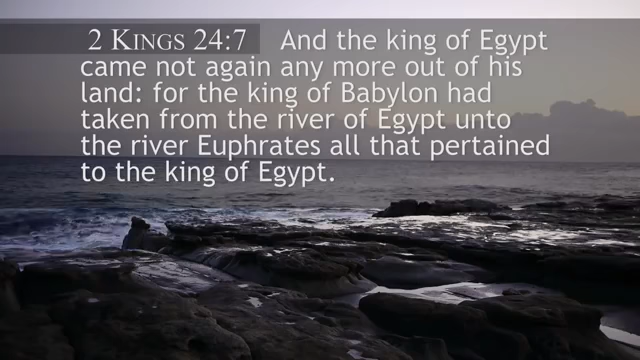 2 KINGS 24:7 And the king of Egypt
came not again any more out of his
land: for the king of Babylon had
taken from the river of Egypt unto
the river Euphrates all that pertained
to the king of Egypt.